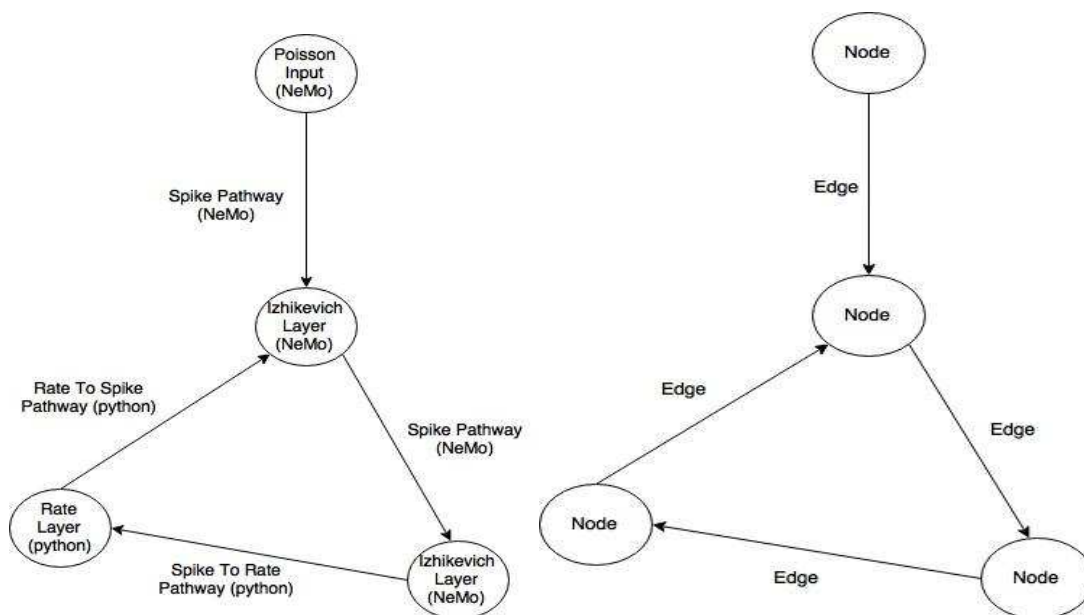 Poisson
Input
(NeMo)
Spike Pathway
(NeMo)
Izhikevich
Layer
(NeMo)
Rate To Spike
Pathway (python)
Spike Pathway
(NeMo)
Rate
Layer
(python)
Spike To Rate
Pathway (python)
Izhikevich
Layer
(NeMo)
Node
Edge
Node
Edge
Edge
Node
Edge
Node